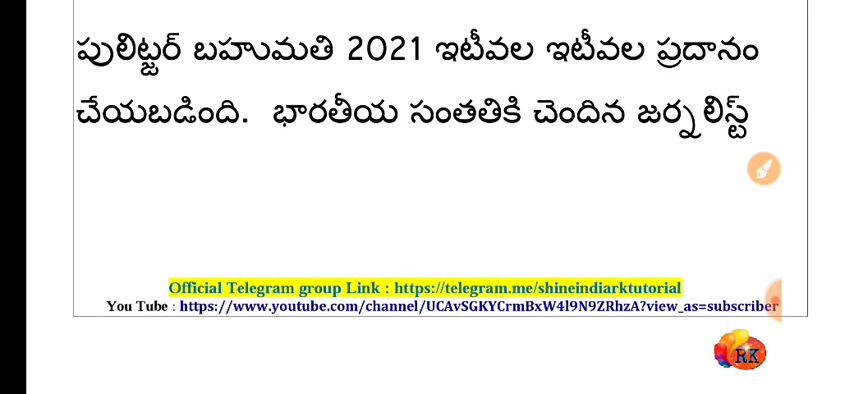 పులిట్జర్ బహుమతి 2021 ఇటీవల ఇటీవల ప్రదానం
చేయబడింది. భారతీయ సంతతికి చెందిన జర్నలిస్ట్
Official Telegram group Link : https://telegram.me/shineindiarktutorial
You Tube : https://www.youtube.com/channel/UCAvSGKYCrmBxW4l9N9ZRhzA?view_as=subscriber
RK